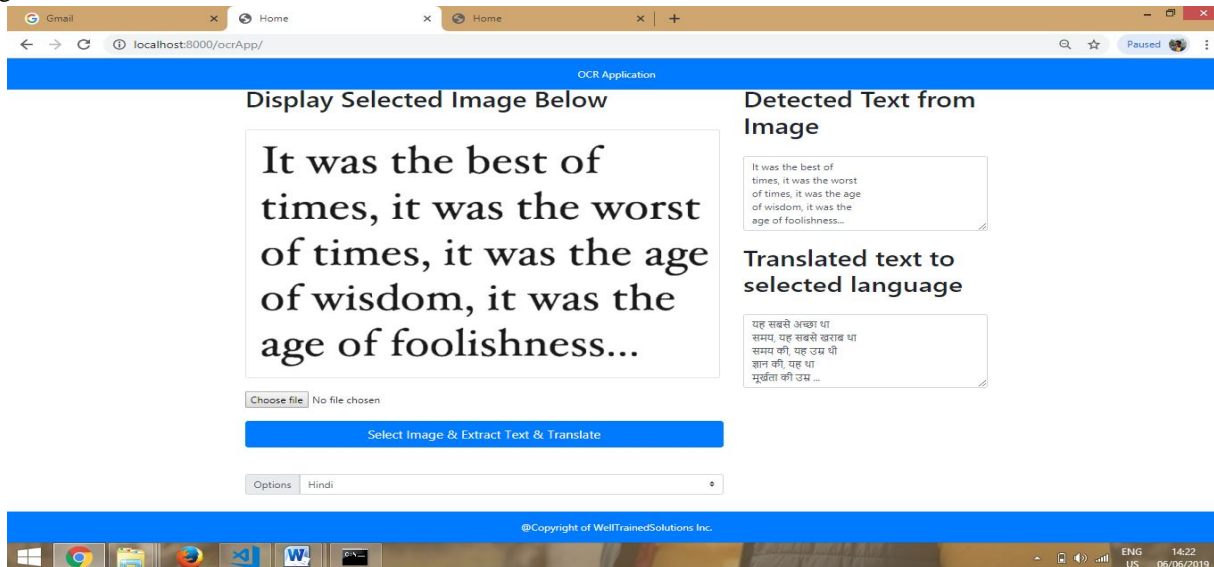 Gmail
Home
Home
localhost:8000/ocrApp/
Paused
OCR Application
Display Selected Image Below
It was the best of
times, it was the worst
of times, it was the age
of wisdom, it was the
age of foolishness...
Choose file No file chosen
Select Image & Extract Text & Translate
Options Hindi
Detected Text from
Image
It was the best of
times, it was the worst
of times, it was the age
of wisdom, it was the
age of foolishness...
Translated text to
selected language
यह सबसे अच्छा था
समय, यह सबसे खराब था
समय की, यह उम्र थी
ज्ञान की, यह था
मूर्खता की उम्र ...
@Copyright of WellTrainedSolutions Inc.
ENG 14:22
US 06/06/2019